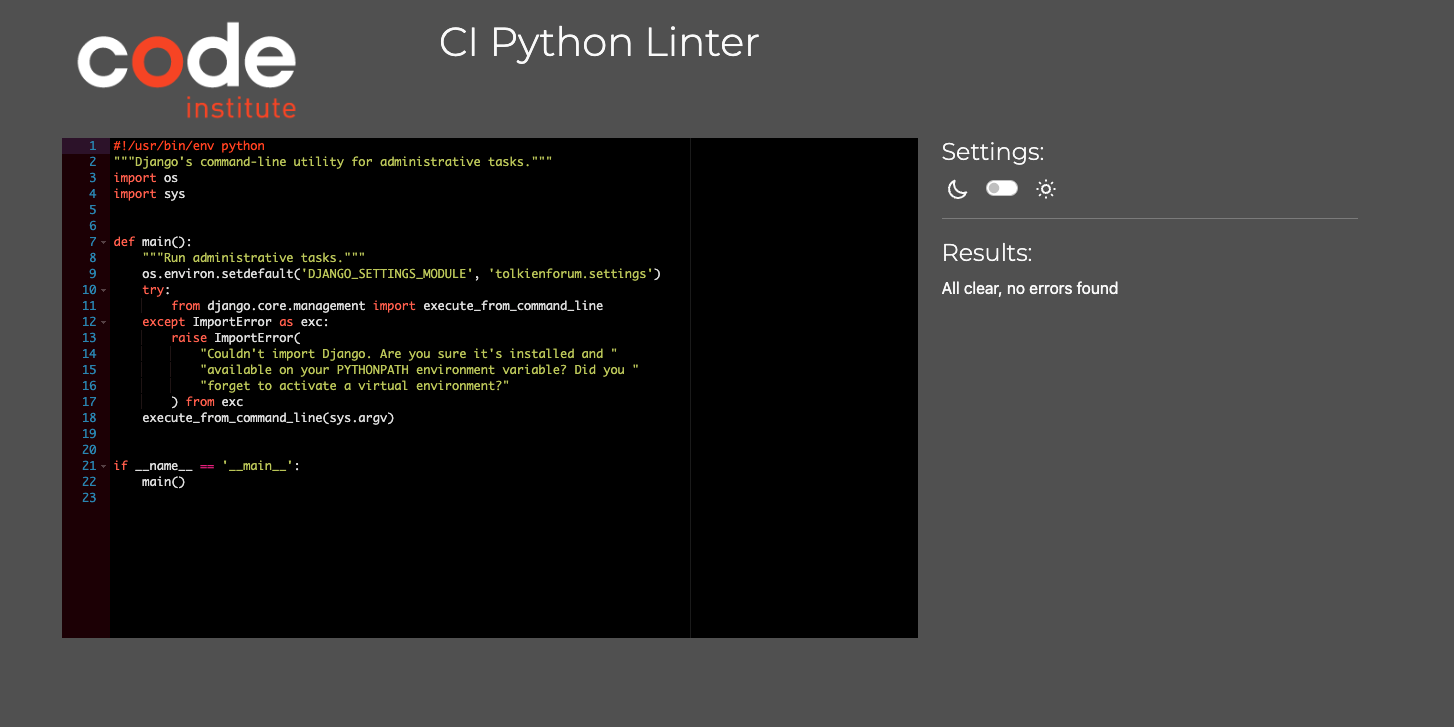 code
institute
CI Python Linter
1 #!/usr/bin/env python
2 """Django's command-line utility for administrative tasks."""
3 import os
4 import sys
5
6
7 def main():
8     """Run administrative tasks."""
9     os.environ.setdefault('DJANGO_SETTINGS_MODULE', 'tolkienforum.settings')
10     try:
11         from django.core.management import execute_from_command_line
12     except ImportError as exc:
13         raise ImportError(
14             "Couldn't import Django. Are you sure it's installed and "
15             "available on your PYTHONPATH environment variable? Did you "
16             "forget to activate a virtual environment?"
17         ) from exc
18     execute_from_command_line(sys.argv)
19
20
21 if __name__ == '__main__':
22     main()
23
Settings:
Results:
All clear, no errors found